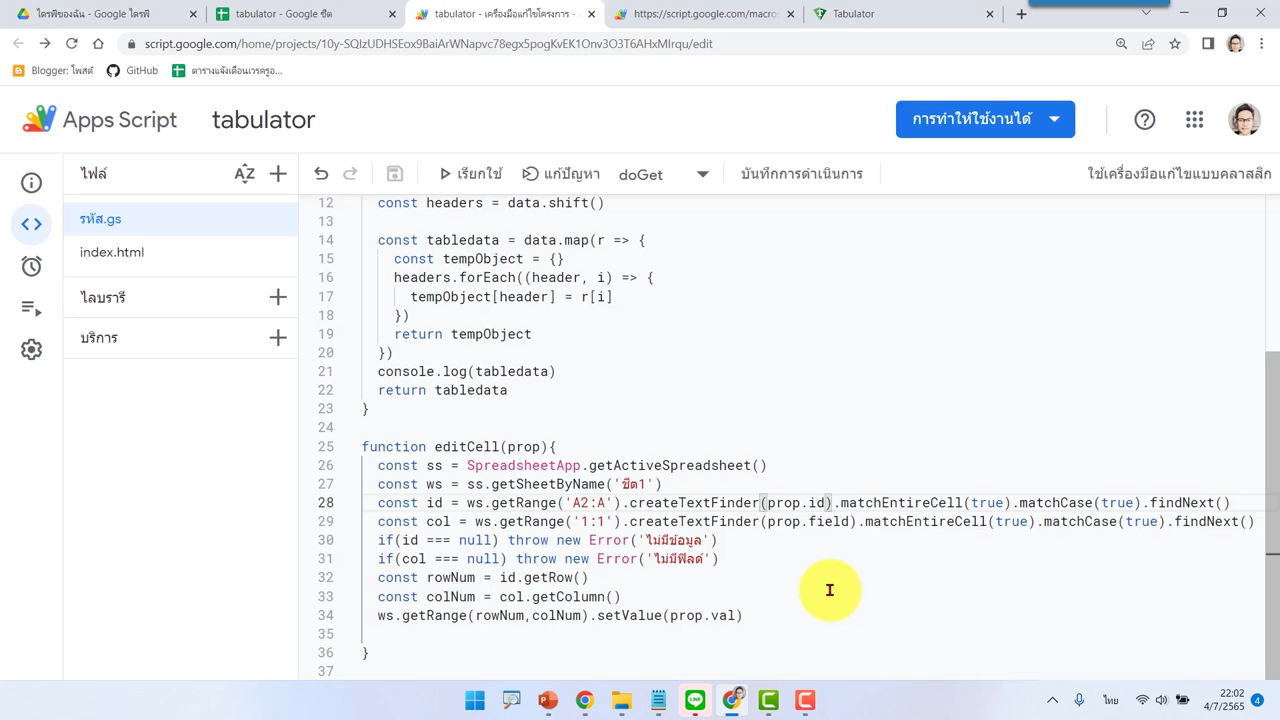 ไดรฟ์ของฉัน - Google ไดรฟ์
tabulator - Google ชีต
tabulator - เครื่องมือแก้ไขโครงการ -
https://script.google.com/macro
Tabulator
script.google.com/home/projects/10y-SQIzUDHSEox9BaiArWNapvc78egx5pogKvEK1Onv3O3T6AHxMIrqu/edit
Blogger: โพสต์
GitHub
ตารางแจ้งเตือนเวรครูอ...
Apps Script
tabulator
การทำให้ใช้งานได้
ไฟล์
เรียกใช้
แก้ปัญหา
doGet
บันทึกการดำเนินการ
ใช้เครื่องมือแก้ไขแบบคลาสสิก
รหัส.gs
index.html
ไลบรารี
บริการ
12 const headers = data.shift()
13
14 const tabledata = data.map(r => {
15 const tempObject = {}
16 headers.forEach((header, i) => {
17 tempObject[header] = r[i]
18 })
19 return tempObject
20 })
21 console.log(tabledata)
22 return tabledata
23 }
24
25 function editCell(prop){
26 const ss = SpreadsheetApp.getActiveSpreadsheet()
27 const ws = ss.getSheetByName('ชีต1')
28 const id = ws.getRange('A2:A').createTextFinder(prop.id).matchEntireCell(true).matchCase(true).findNext()
29 const col = ws.getRange('1:1').createTextFinder(prop.field).matchEntireCell(true).matchCase(true).findNext()
30 if(id === null) throw new Error('ไม่มีข้อมูล')
31 if(col === null) throw new Error('ไม่มีฟิลด์')
32 const rowNum = id.getRow()
33 const colNum = col.getColumn()
34 ws.getRange(rowNum,colNum).setValue(prop.val)
35
36 }
37
ไทย
22:02
4/7/2565
4